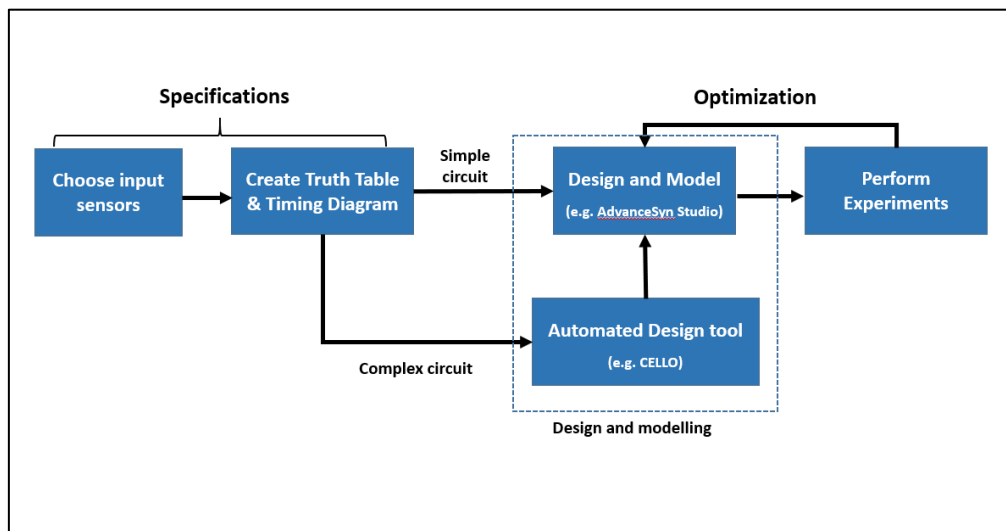 Specifications
Optimization
Choose input
sensors
Create Truth Table
& Timing Diagram
Simple
circuit
Design and Model
(e.g. AdvanceSyn Studio)
Perform
Experiments
Automated Design tool
(e.g. CELLO)
Complex circuit
Design and modelling